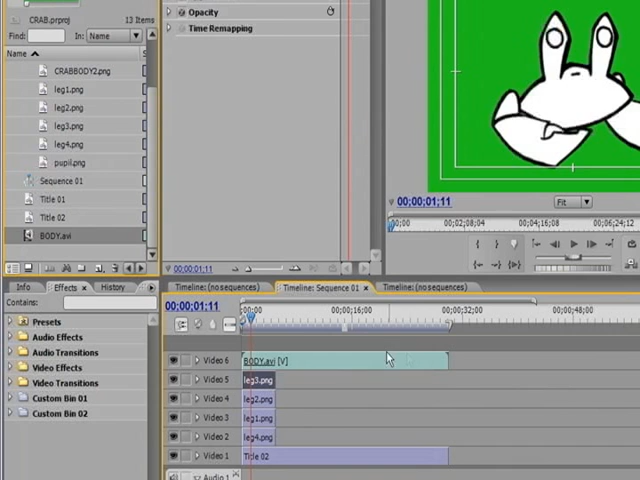 CRAB.prproj
13 Items
Find:
In:
Name
Name
CRABBODY2.png
leg1.png
leg2.png
leg3.png
leg4.png
pupil.png
Sequence 01
Title 01
Title 02
BODY.avi
Opacity
Time Remapping
00;00;01;11
00;00;01;11
Fit
00;00
00;02;08;04
00;04;16;08
00;06;24;12
Info
Effects
History
Contains:
Presets
Audio Effects
Audio Transitions
Video Effects
Video Transitions
Custom Bin 01
Custom Bin 02
Timeline: (no sequences)
Timeline: Sequence 01
Timeline: (no sequences)
00;00;01;11
00;00
00;00;16;00
00;00;32;00
00;00;48;00
Video 6
BODY.avi [V]
Video 5
leg3.png
Video 4
leg2.png
Video 3
leg1.png
Video 2
leg4.png
Video 1
Title 02
Audio 1